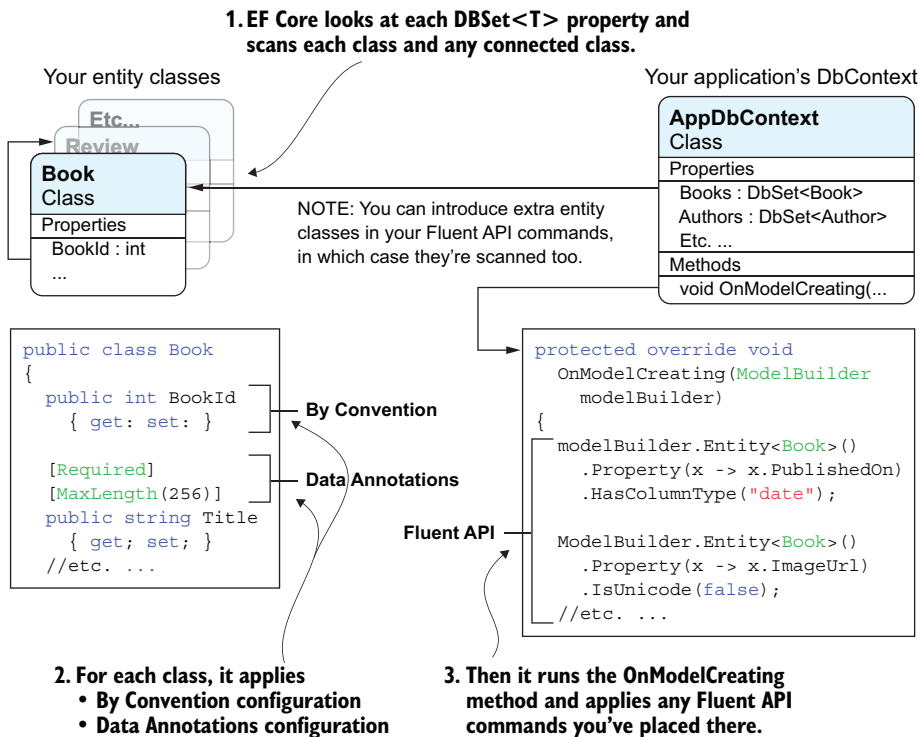 1. EF Core looks at each DBSet<T> property and
scans each class and any connected class.
Your entity classes
Etc...
Review
Book
Class
Properties
BookId : int
...
Your application's DbContext
AppDbContext
Class
Properties
Books : DbSet<Book>
Authors : DbSet<Author>
Etc. ...
Methods
void OnModelCreating(...
NOTE: You can introduce extra entity
classes in your Fluent API commands,
in which case they're scanned too.
public class Book
{
public int BookId
{ get: set: }
[Required]
[MaxLength(256)]
public string Title
{ get; set; }
//etc. ...
By Convention
Data Annotations
Fluent API
protected override void
OnModelCreating(ModelBuilder
modelBuilder)
{
modelBuilder.Entity<Book>()
.Property(x -> x.PublishedOn)
.HasColumnType("date");
ModelBuilder.Entity<Book>()
.Property(x -> x.ImageUrl)
.IsUnicode(false);
//etc. ...
2. For each class, it applies
• By Convention configuration
• Data Annotations configuration
3. Then it runs the OnModelCreating
method and applies any Fluent API
commands you've placed there.